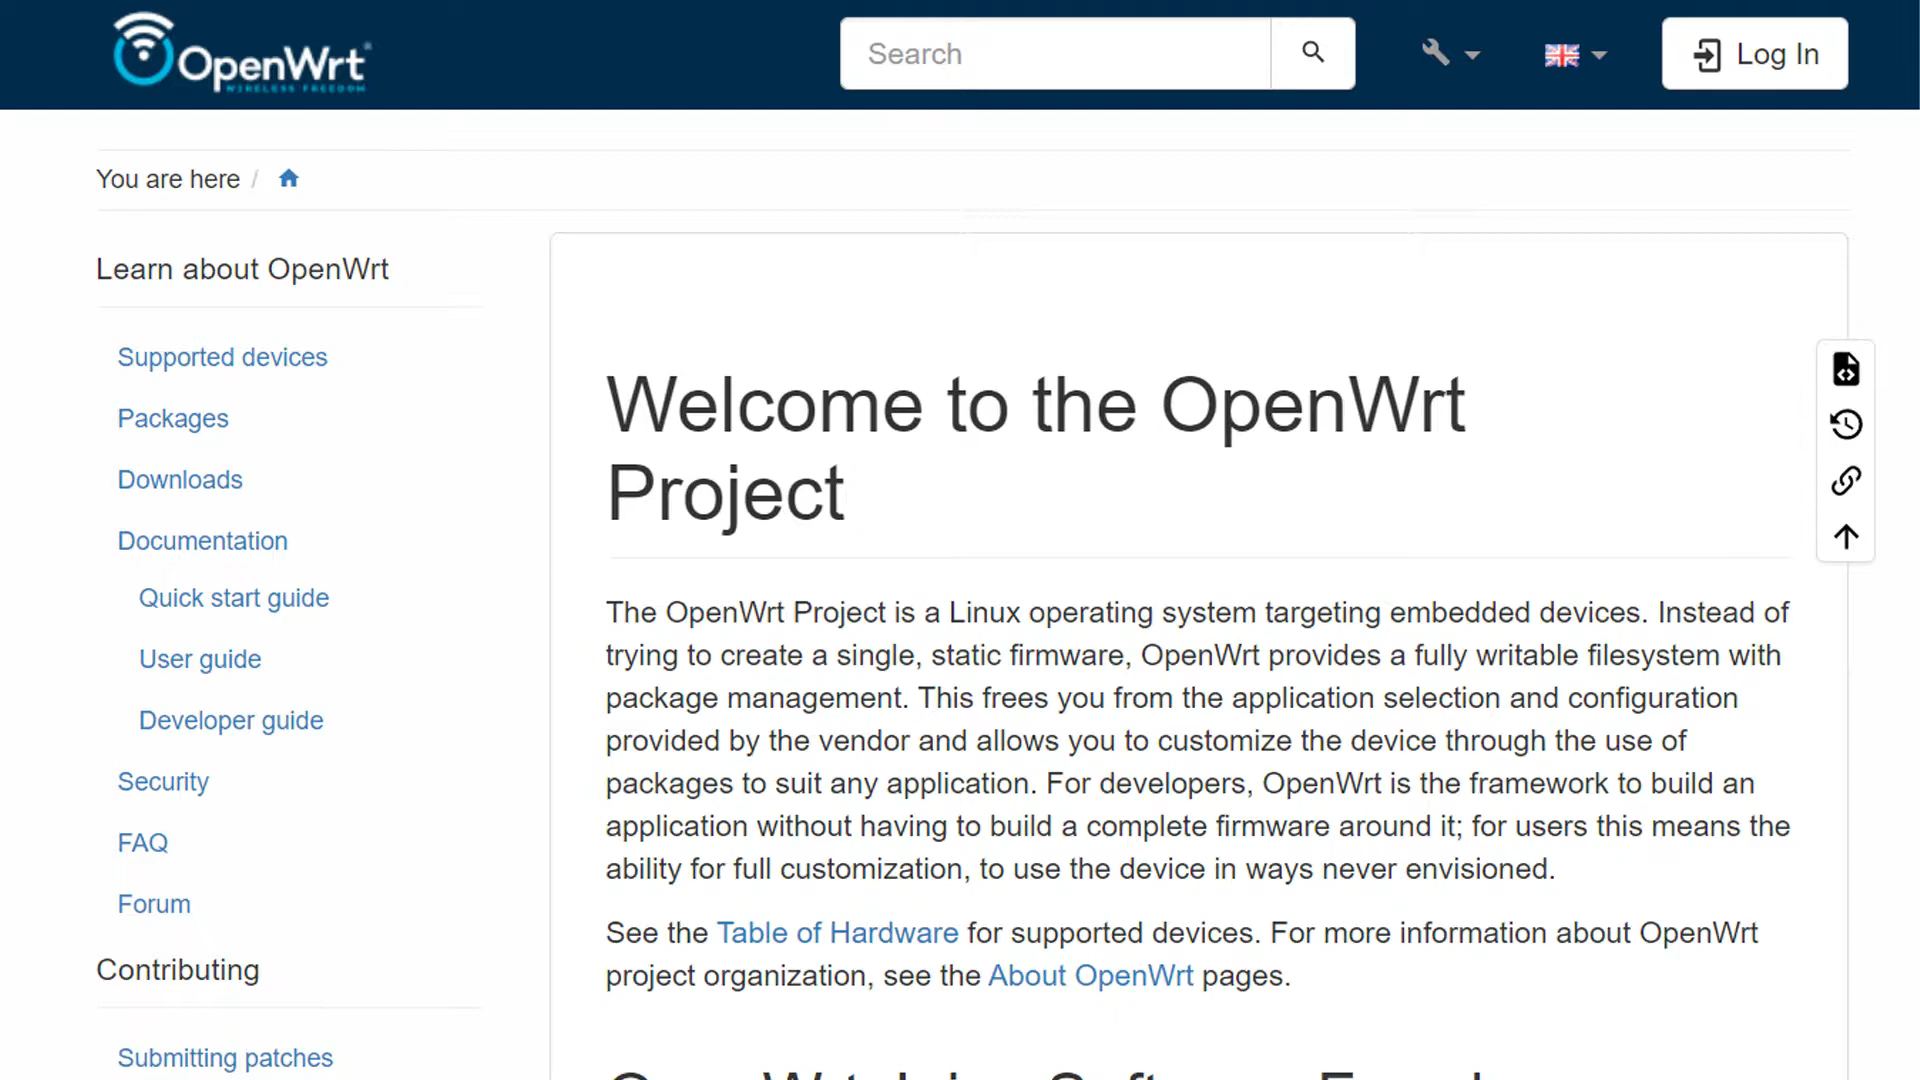 OpenWrt
WIRELESS FREEDOM
Search
Log In
You are here /
Learn about OpenWrt
Supported devices
Packages
Downloads
Documentation
Quick start guide
User guide
Developer guide
Security
FAQ
Forum
Contributing
Submitting patches
Welcome to the OpenWrt
Project
The OpenWrt Project is a Linux operating system targeting embedded devices. Instead of
trying to create a single, static firmware, OpenWrt provides a fully writable filesystem with
package management. This frees you from the application selection and configuration
provided by the vendor and allows you to customize the device through the use of
packages to suit any application. For developers, OpenWrt is the framework to build an
application without having to build a complete firmware around it; for users this means the
ability for full customization, to use the device in ways never envisioned.
See the Table of Hardware for supported devices. For more information about OpenWrt
project organization, see the About OpenWrt pages.